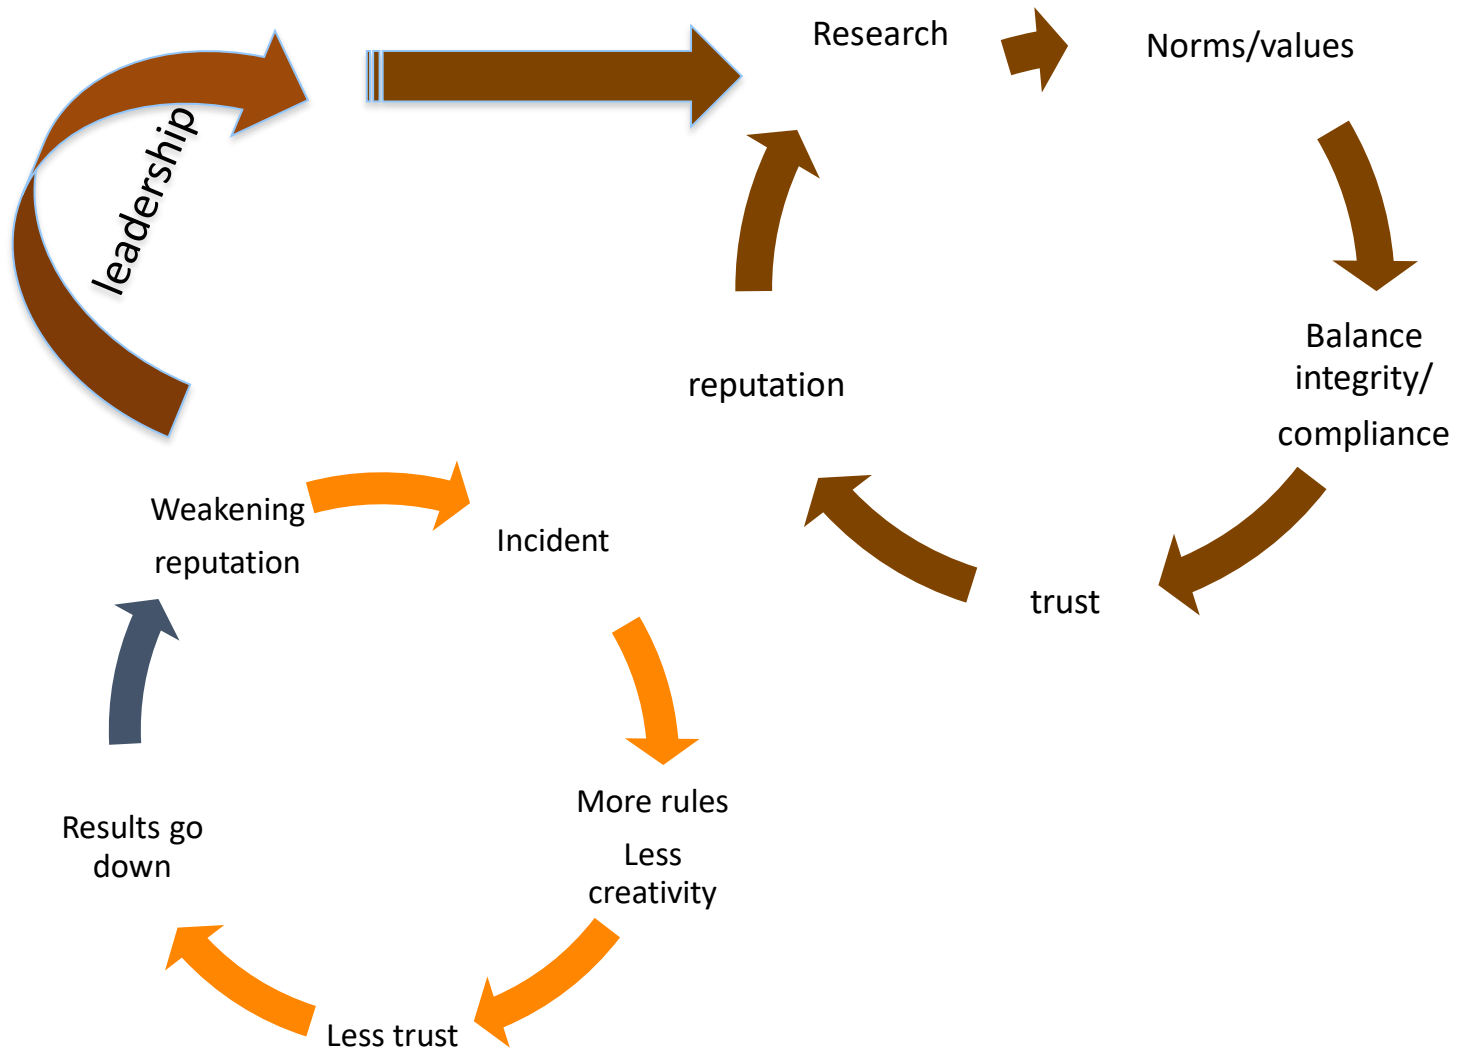 Research
Norms/values
leadership
Balance
integrity/
compliance
reputation
trust
Weakening
reputation
Incident
More rules
Less
creativity
Results go
down
Less trust